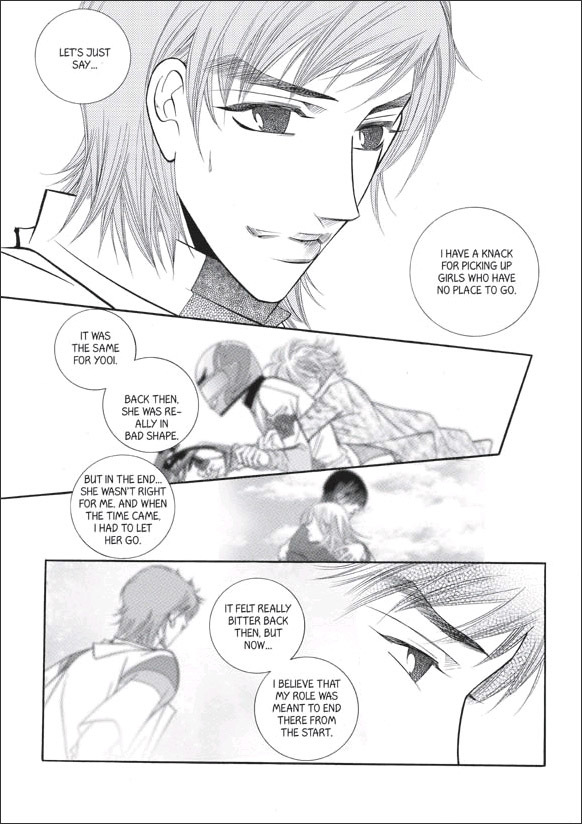 LET'S JUST
SAY...
I HAVE A KNACK
FOR PICKING UP
GIRLS WHO HAVE
NO PLACE TO GO.
IT WAS
THE SAME
FOR YOOI.
BACK THEN,
SHE WAS RE-
ALLY IN
BAD SHAPE.
BUT IN THE END...
SHE WASN'T RIGHT
FOR ME, AND WHEN
THE TIME CAME,
I HAD TO LET
HER GO.
IT FELT REALLY
BITTER BACK
THEN, BUT
NOW...
I BELIEVE THAT
MY ROLE WAS
MEANT TO END
THERE FROM
THE START.